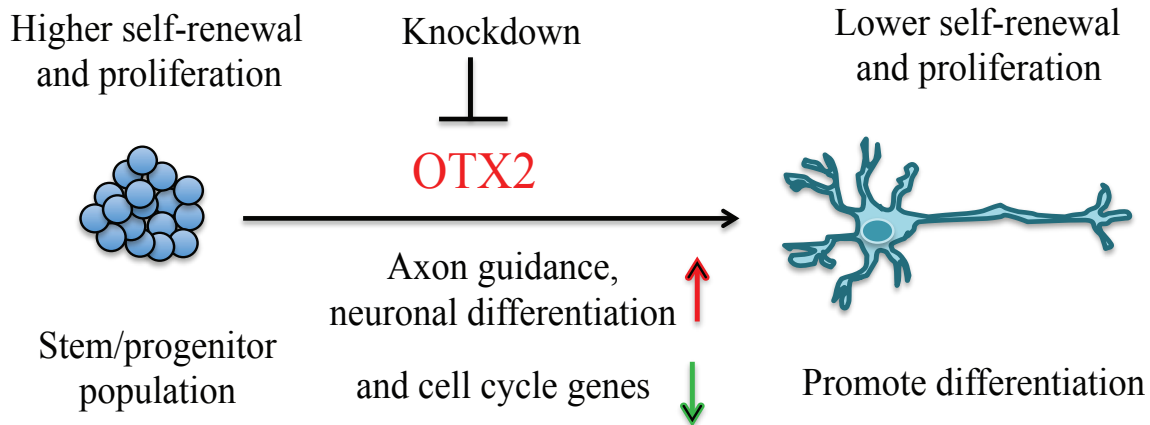 Higher self-renewal
and proliferation
Knockdown
OTX2
Lower self-renewal
and proliferation
Axon guidance,
neuronal differentiation
and cell cycle genes
Stem/progenitor
population
Promote differentiation